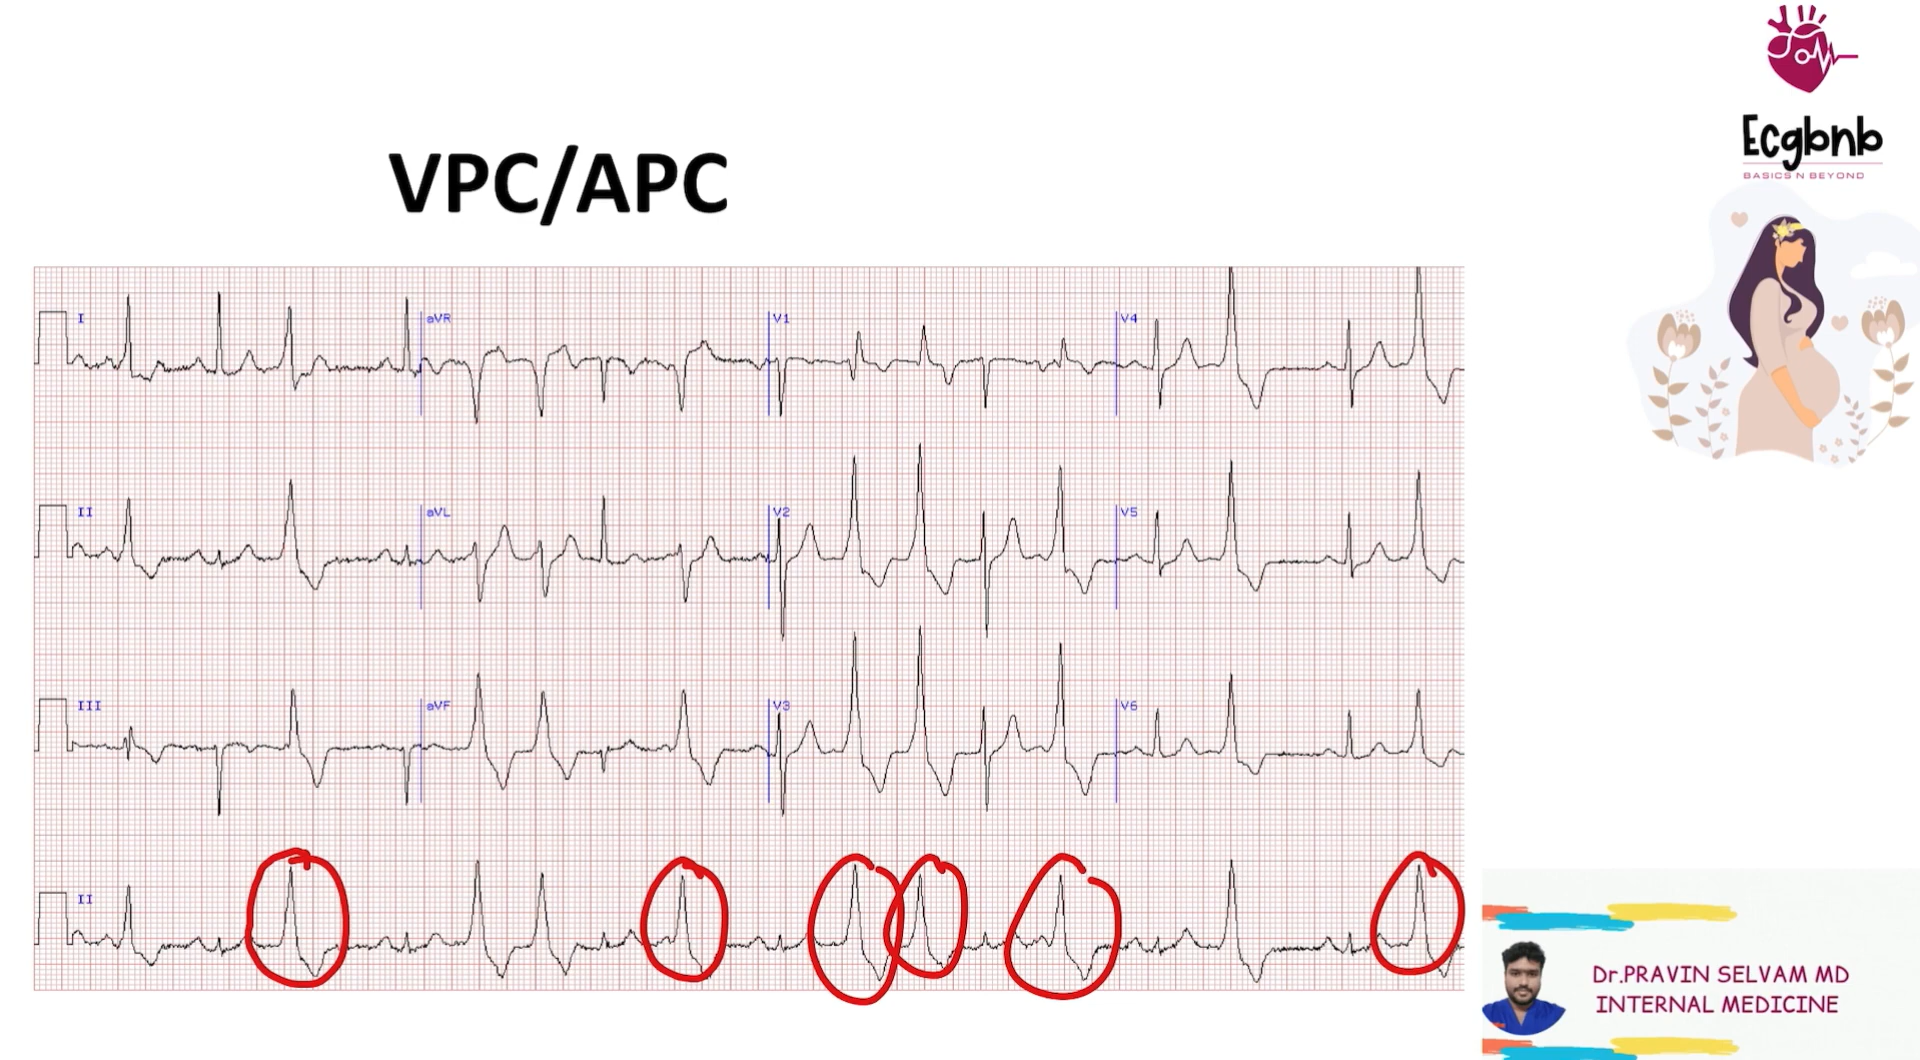 Ecgbnb
BASICS N BEYOND
VPC/APC
I
aVR
V1
V4
II
aVL
V2
V5
III
aVF
V3
V6
II
Dr.PRAVIN SELVAM MD
INTERNAL MEDICINE